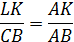 LK/CB = AK/AB